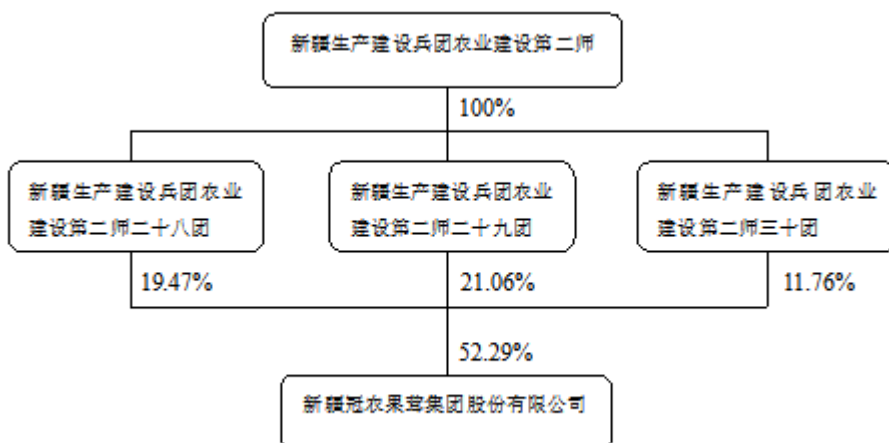 新疆生产建设兵团农业建设第二师
100%
新疆生产建设兵团农业
建设第二师二十八团
新疆生产建设兵团农业
建设第二师二十九团
新疆生产建设兵团农业
建设第二师三十团
19.47%
21.06%
11.76%
52.29%
新疆冠农果茸集团股份有限公司